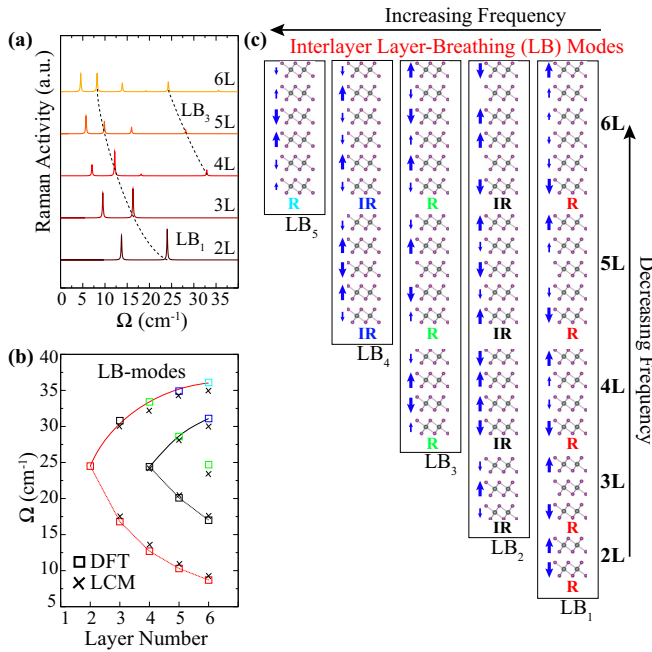 Increasing Frequency
(a)
(c)
Interlayer Layer-Breathing (LB) Modes
Raman Activity (a.u.)
6L
LB3
5L
4L
3L
LB1
2L
0 5 10 15 20 25 30 35
Ω (cm-1)
(b)
LB-modes
Ω (cm-1)
40
35
30
25
20
15
10
5
DFT
LCM
1 2 3 4 5 6
Layer Number
R
IR
R
IR
R
6L
LB5
IR
R
IR
R
5L
LB4
R
IR
R
4L
LB3
IR
R
3L
LB2
R
2L
LB1
Decreasing Frequency